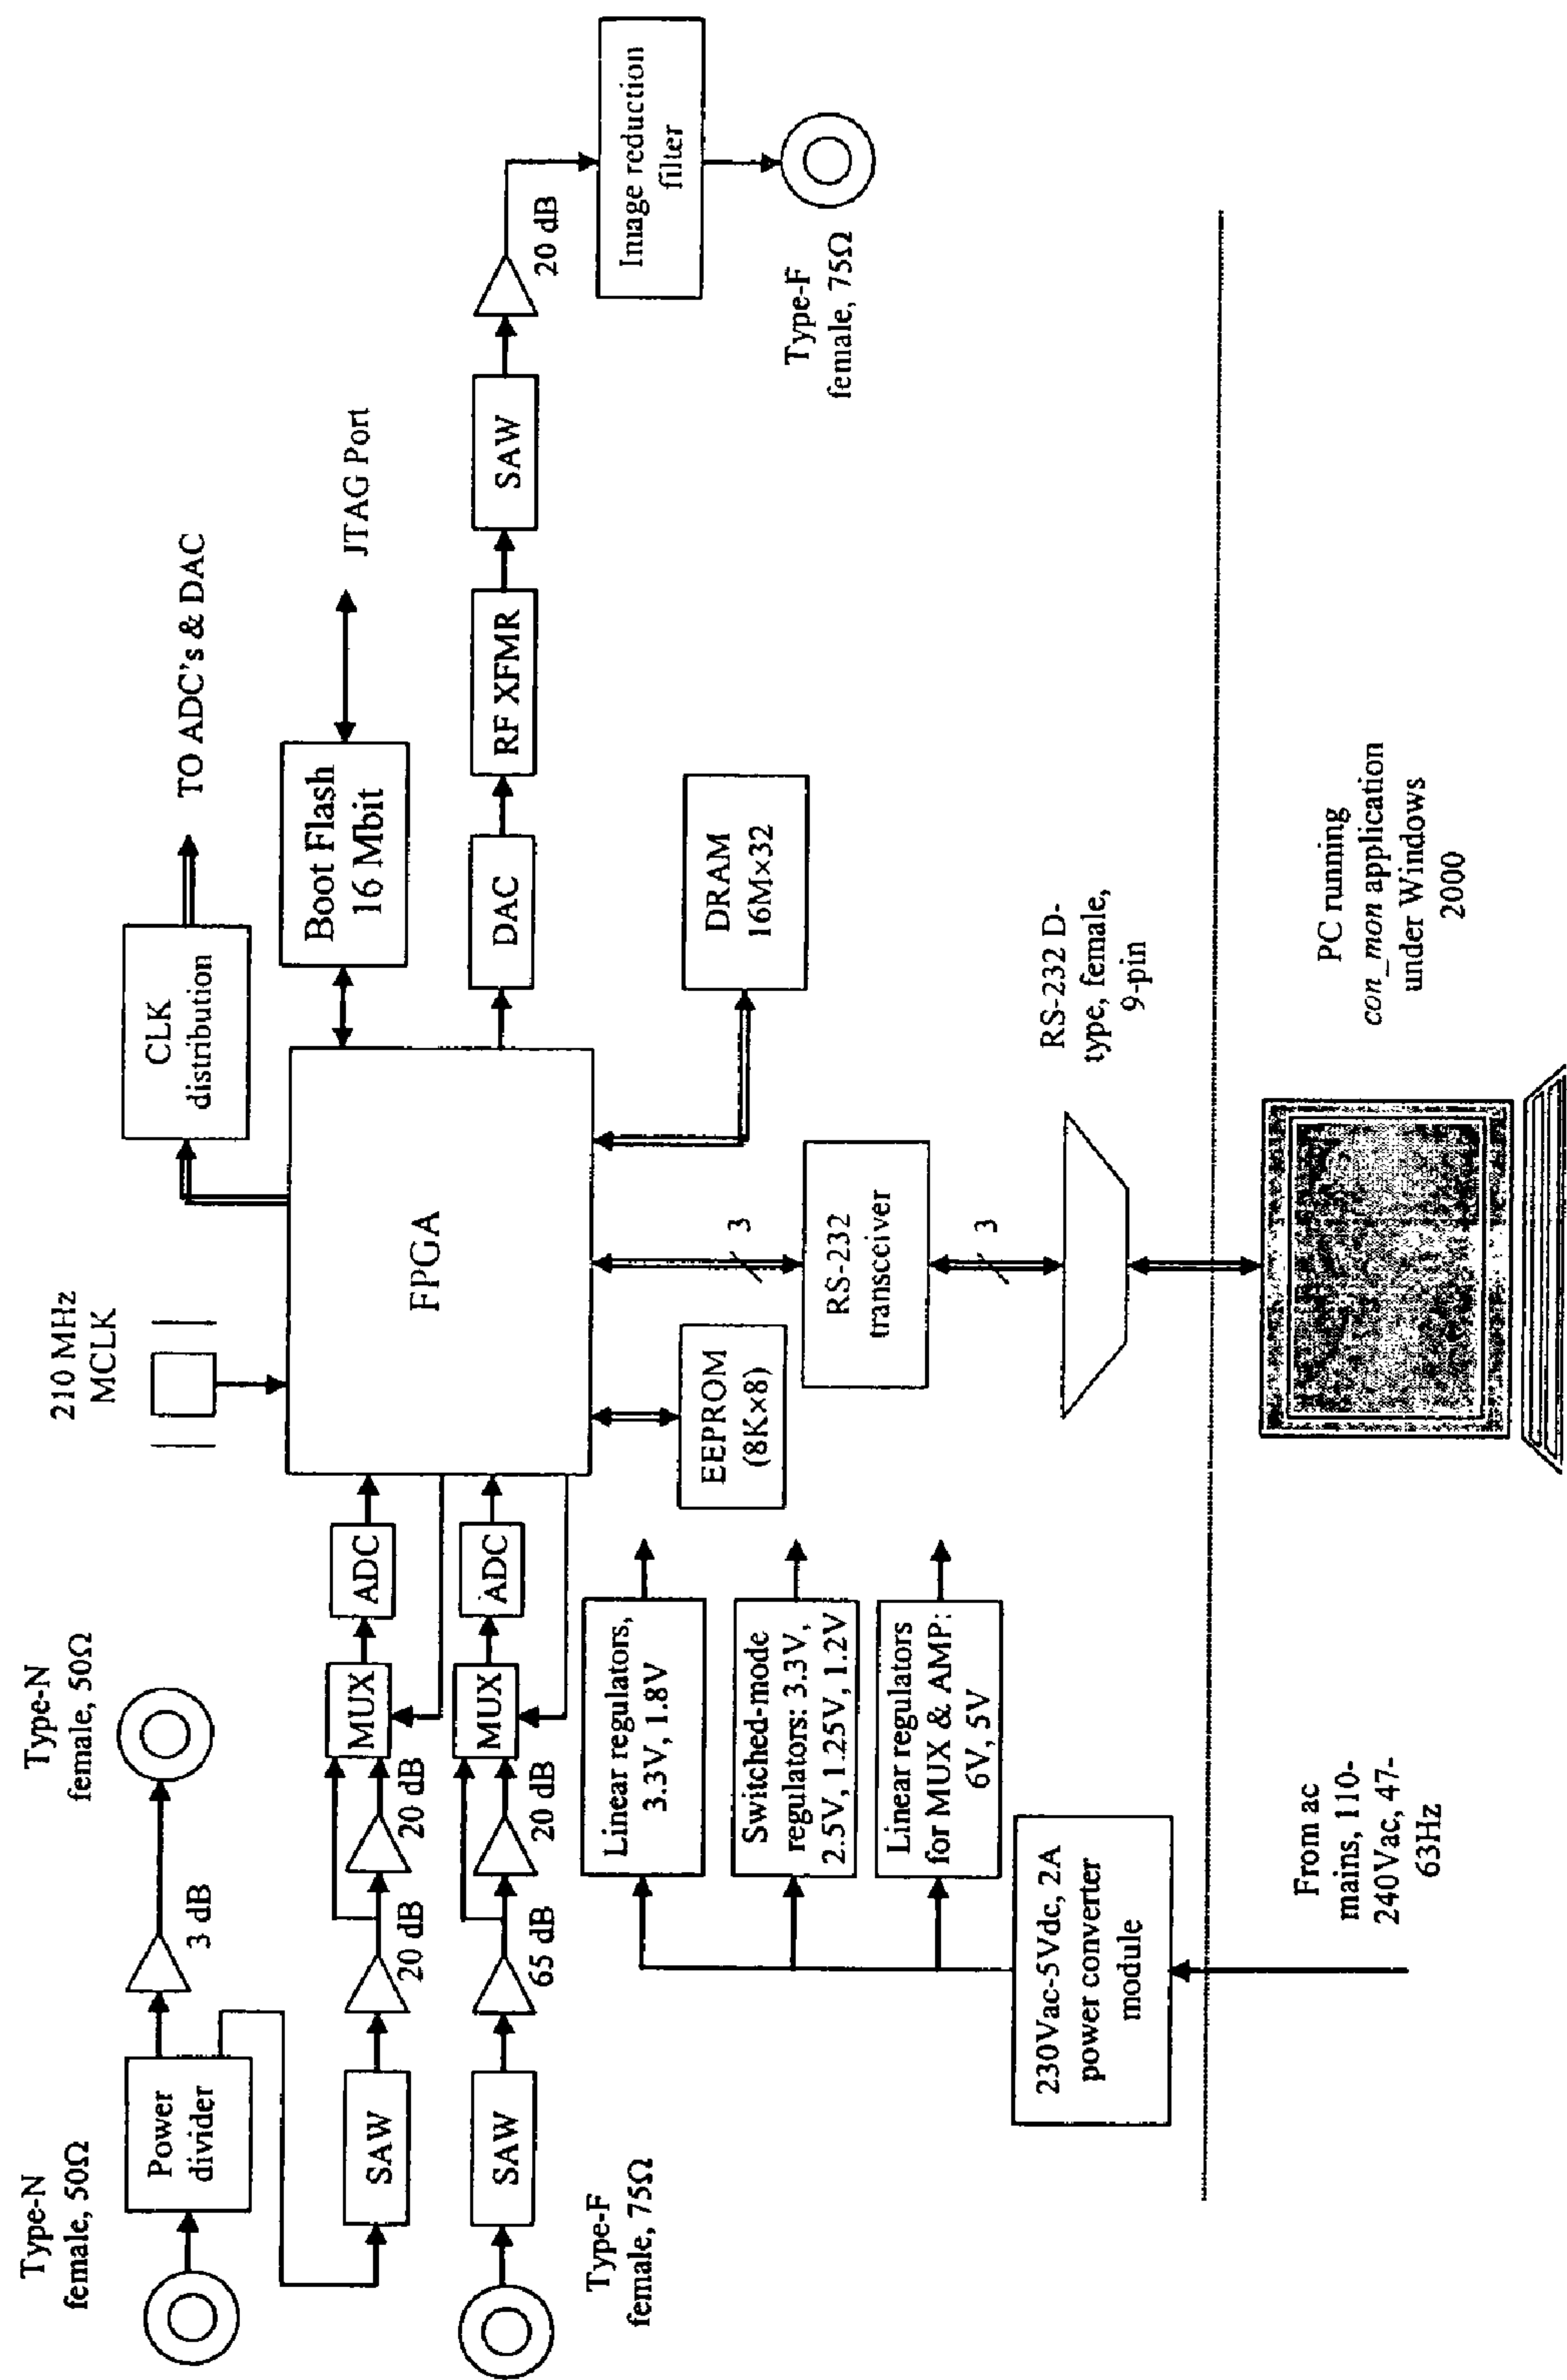 Type-N
female, 50Ω
Type-N
female, 50Ω
Power
divider
3 dB
SAW
20 dB
20 dB
MUX
ADC
Type-F
female, 75Ω
SAW
65 dB
20 dB
MUX
ADC
210 MHz
MCLK
FPGA
CLK
distribution
TO ADC's & DAC
Boot Flash
16 Mbit
JTAG Port
DAC
RF XFMR
SAW
20 dB
Image reduction
filter
Type-F
female, 75Ω
DRAM
16M×32
EEPROM
(8K×8)
3
RS-232
transceiver
3
RS-232 D-
type, female,
9-pin
PC running
con_mon application
under Windows
2000
Linear regulators,
3.3V, 1.8V
Switched-mode
regulators: 3.3V,
2.5V, 1.25V, 1.2V
Linear regulators
for MUX & AMP:
6V, 5V
230Vac-5Vdc, 2A
power converter
module
From ac
mains, 110-
240Vac, 47-
63Hz